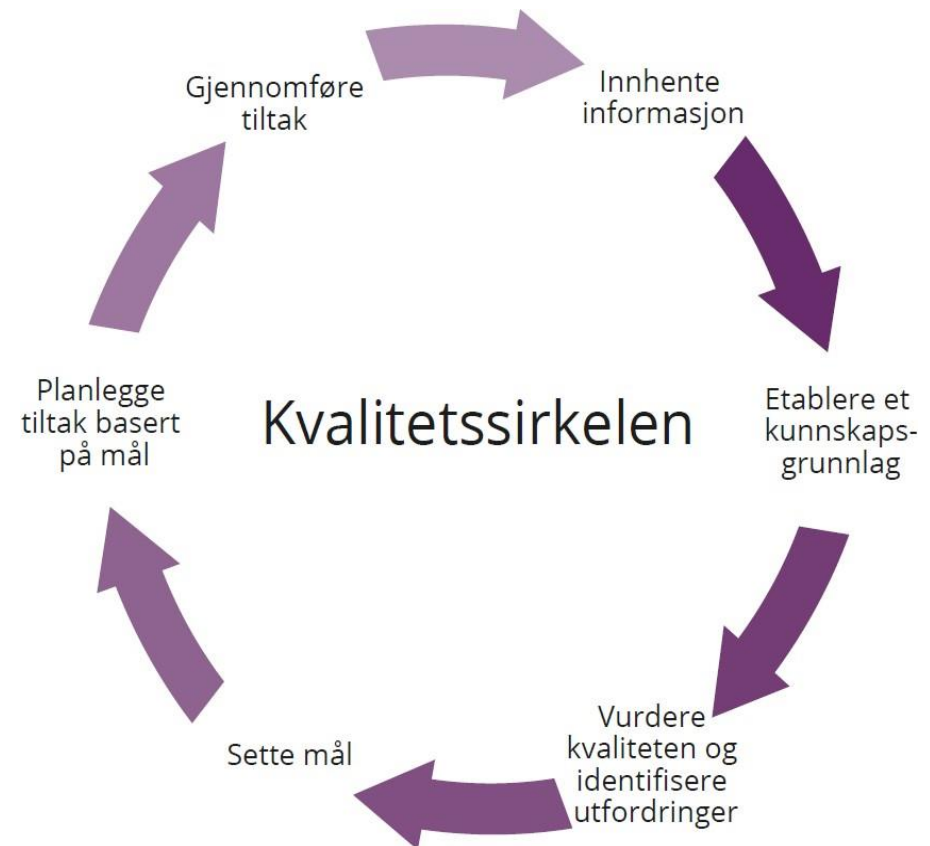 Kvalitetssirkelen
Innhente
informasjon
Etablere et
kunnskaps-
grunnlag
Vurdere
kvaliteten og
identifisere
utfordringer
Sette mål
Planlegge
tiltak basert
på mål
Gjennomføre
tiltak